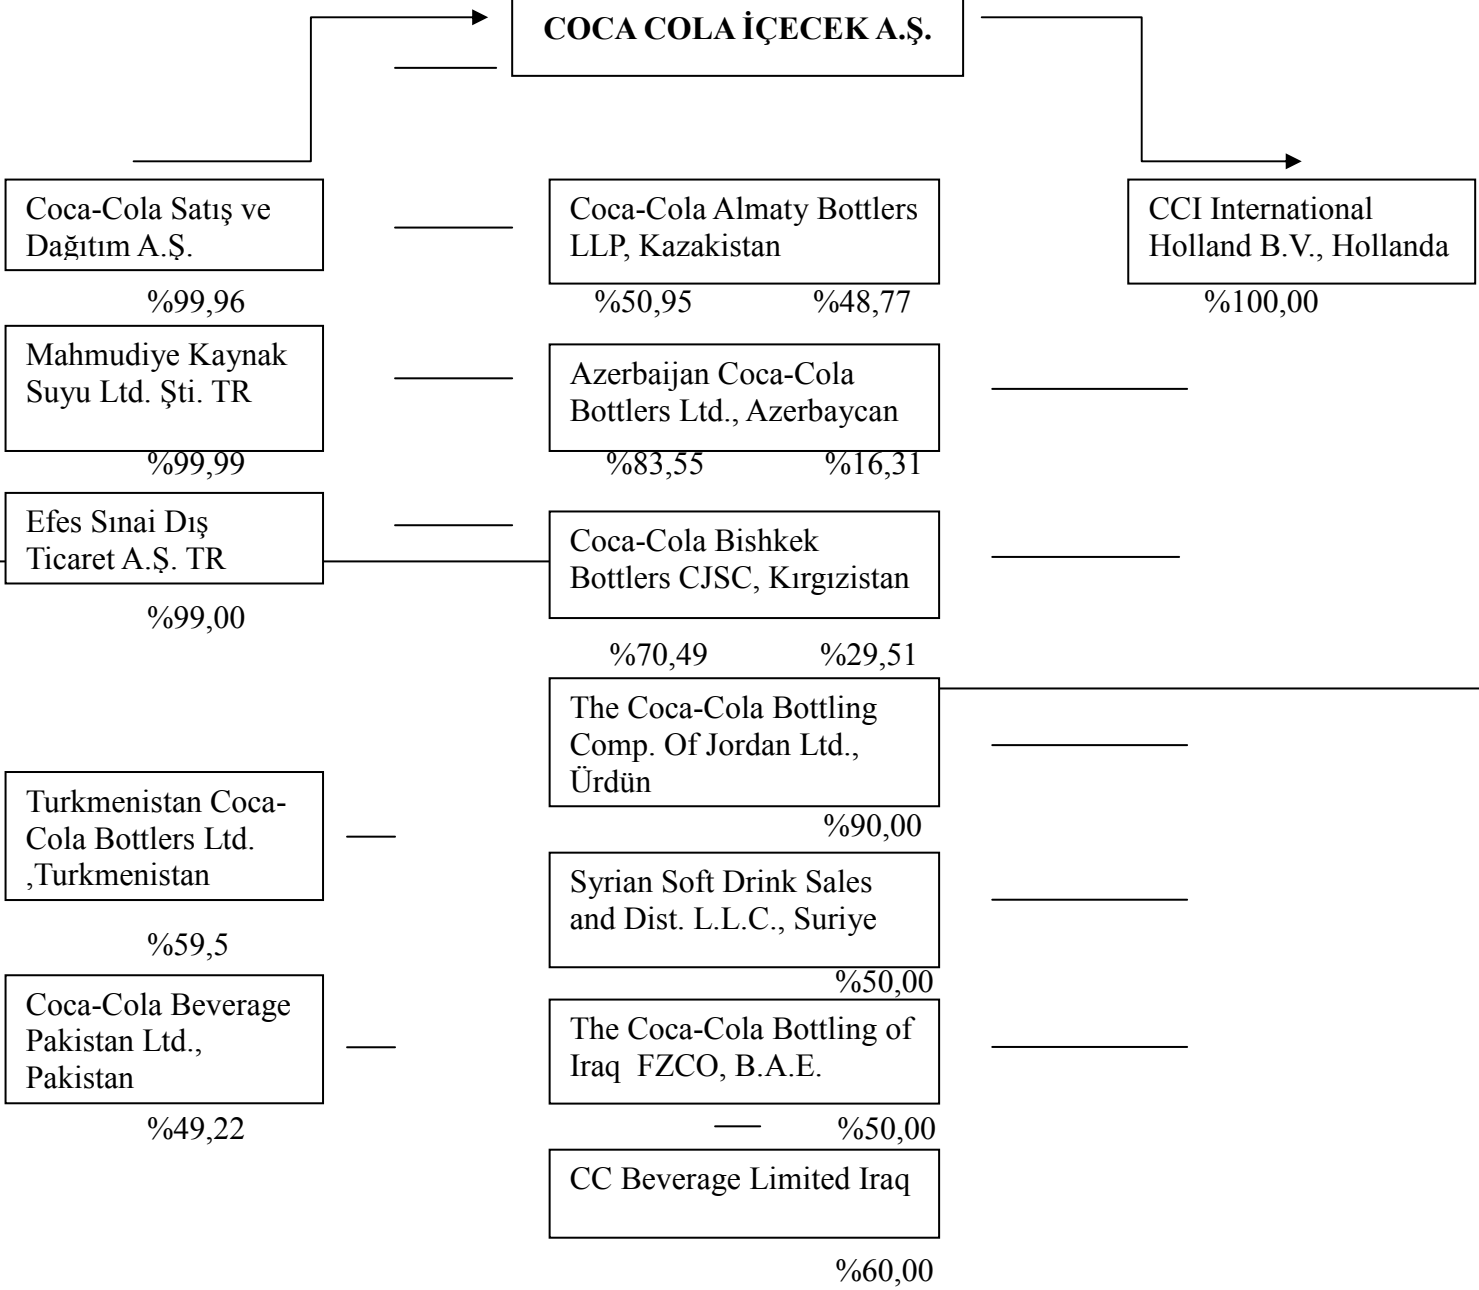 COCA COLA İÇECEK A.Ş.
Coca-Cola Satış ve
Dağıtım A.Ş.
%99,96
Mahmudiye Kaynak
Suyu Ltd. Şti. TR
%99,99
Efes Sınai Dış
Ticaret A.Ş. TR
%99,00
Turkmenistan Coca-
Cola Bottlers Ltd.
,Turkmenistan
%59,5
Coca-Cola Beverage
Pakistan Ltd.,
Pakistan
%49,22
Coca-Cola Almaty Bottlers
LLP, Kazakistan
%50,95 %48,77
Azerbaijan Coca-Cola
Bottlers Ltd., Azerbaycan
%83,55 %16,31
Coca-Cola Bishkek
Bottlers CJSC, Kırgızistan
%70,49 %29,51
The Coca-Cola Bottling
Comp. Of Jordan Ltd.,
Ürdün
%90,00
Syrian Soft Drink Sales
and Dist. L.L.C., Suriye
%50,00
The Coca-Cola Bottling of
Iraq FZCO, B.A.E.
%50,00
CC Beverage Limited Iraq
%60,00
CCI International
Holland B.V., Hollanda
%100,00